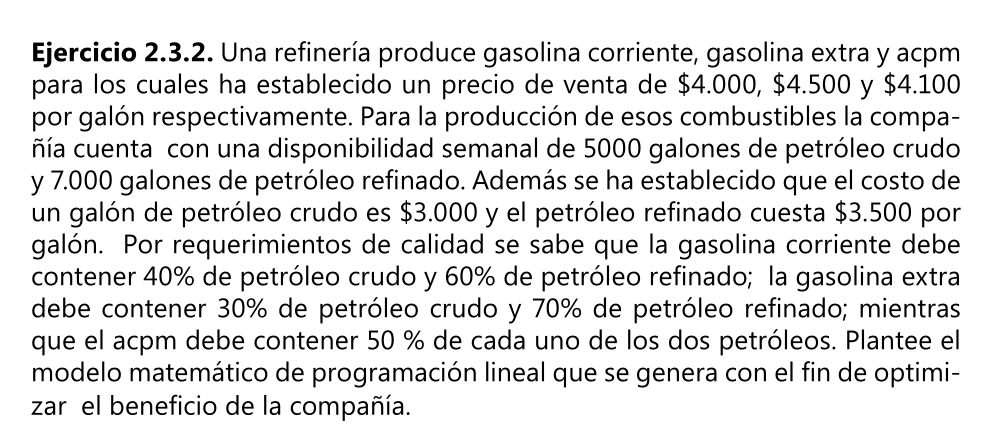 Ejercicio 2.3.2. Una refinería produce gasolina corriente, gasolina extra y acpm
para los cuales ha establecido un precio de venta de $4.000, $4.500 y $4.100
por galón respectivamente. Para la producción de esos combustibles la compa-
ñía cuenta con una disponibilidad semanal de 5000 galones de petróleo crudo
y 7.000 galones de petróleo refinado. Además se ha establecido que el costo de
un galón de petróleo crudo es $3.000 y el petróleo refinado cuesta $3.500 por
galón. Por requerimientos de calidad se sabe que la gasolina corriente debe
contener 40% de petróleo crudo y 60% de petróleo refinado; la gasolina extra
debe contener 30% de petróleo crudo y 70% de petróleo refinado; mientras
que el acpm debe contener 50 % de cada uno de los dos petróleos. Plantee el
modelo matemático de programación lineal que se genera con el fin de optimi-
zar el beneficio de la compañía.